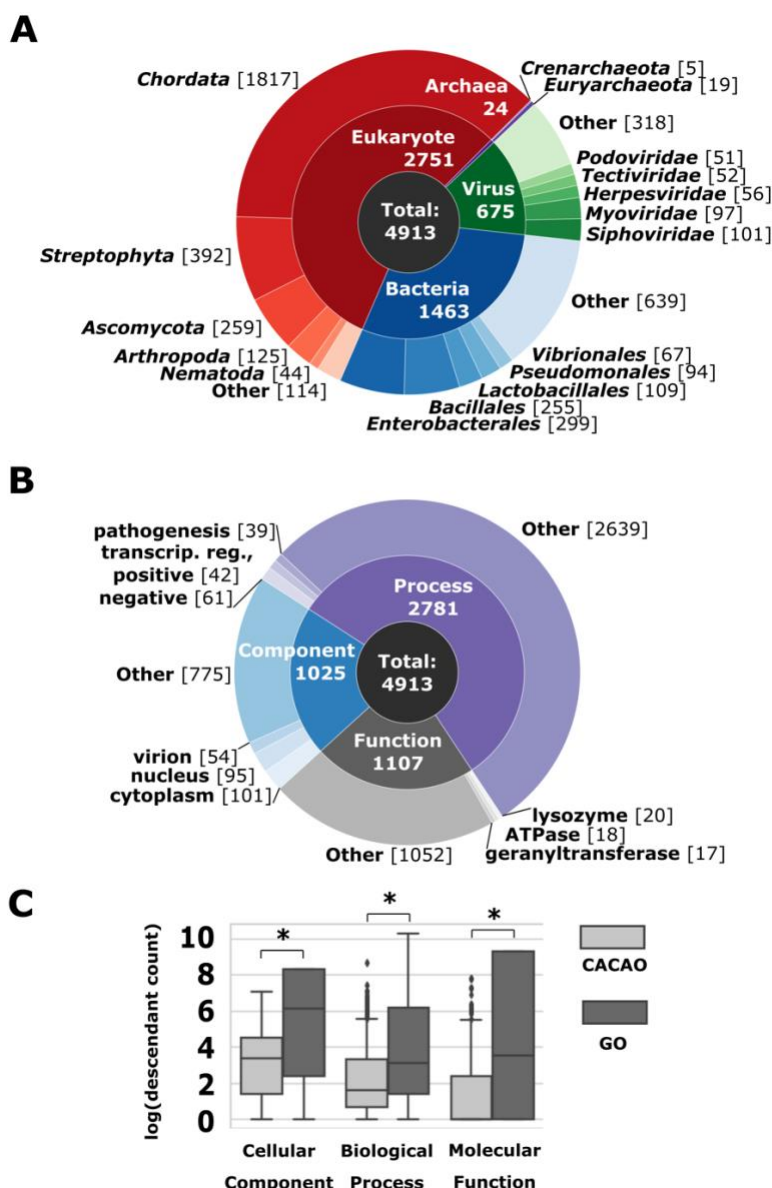 A
Chordata [1817]
Archaea
24
Crenarchaeota [5]
Euryarchaeota [19]
Other [318]
Eukaryote
2751
Podoviridae [51]
Tectiviridae [52]
Herpesviridae [56]
Myoviridae [97]
Siphoviridae [101]
Virus
675
Total:
4913
Streptophyta [392]
Bacteria
1463
Other [639]
Ascomycota [259]
Arthropoda [125]
Nematoda [44]
Other [114]
Vibrionales [67]
Pseudomonales [94]
Lactobacillales [109]
Bacillales [255]
Enterobacterales [299]
B
pathogenesis [39]
transcrip. reg.,
positive [42]
negative [61]
Other [2639]
Process
2781
Component
1025
Total:
4913
Other [775]
Function
1107
virion [54]
nucleus [95]
cytoplasm [101]
Other [1052]
lysozyme [20]
ATPase [18]
geranyltransferase [17]
C
log(descendant count)
10
8
6
4
2
0
* * *
CACAO
GO
Cellular Biological Molecular
Component Process Function